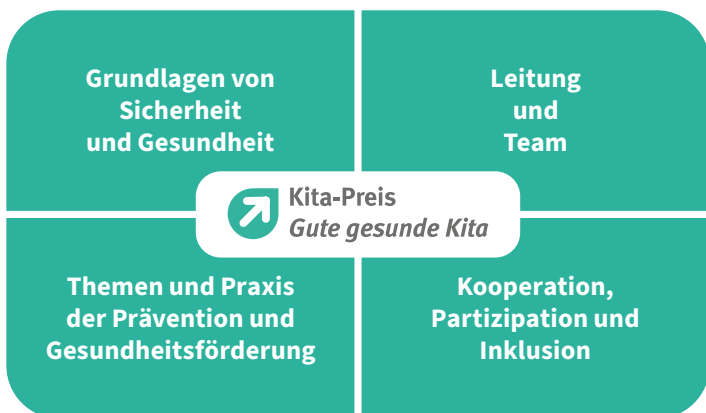 Grundlagen von
Sicherheit
und Gesundheit
Leitung
und
Team
Kita-Preis
Gute gesunde Kita
Themen und Praxis
der Prävention und
Gesundheitsförderung
Kooperation,
Partizipation und
Inklusion